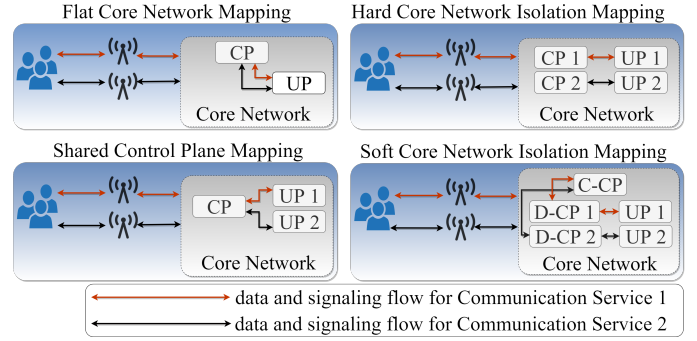 Flat Core Network Mapping
CP
UP
Core Network
Hard Core Network Isolation Mapping
CP 1
UP 1
CP 2
UP 2
Core Network
Shared Control Plane Mapping
CP
UP 1
UP 2
Core Network
Soft Core Network Isolation Mapping
C-CP
D-CP 1
UP 1
D-CP 2
UP 2
Core Network
data and signaling flow for Communication Service 1
data and signaling flow for Communication Service 2